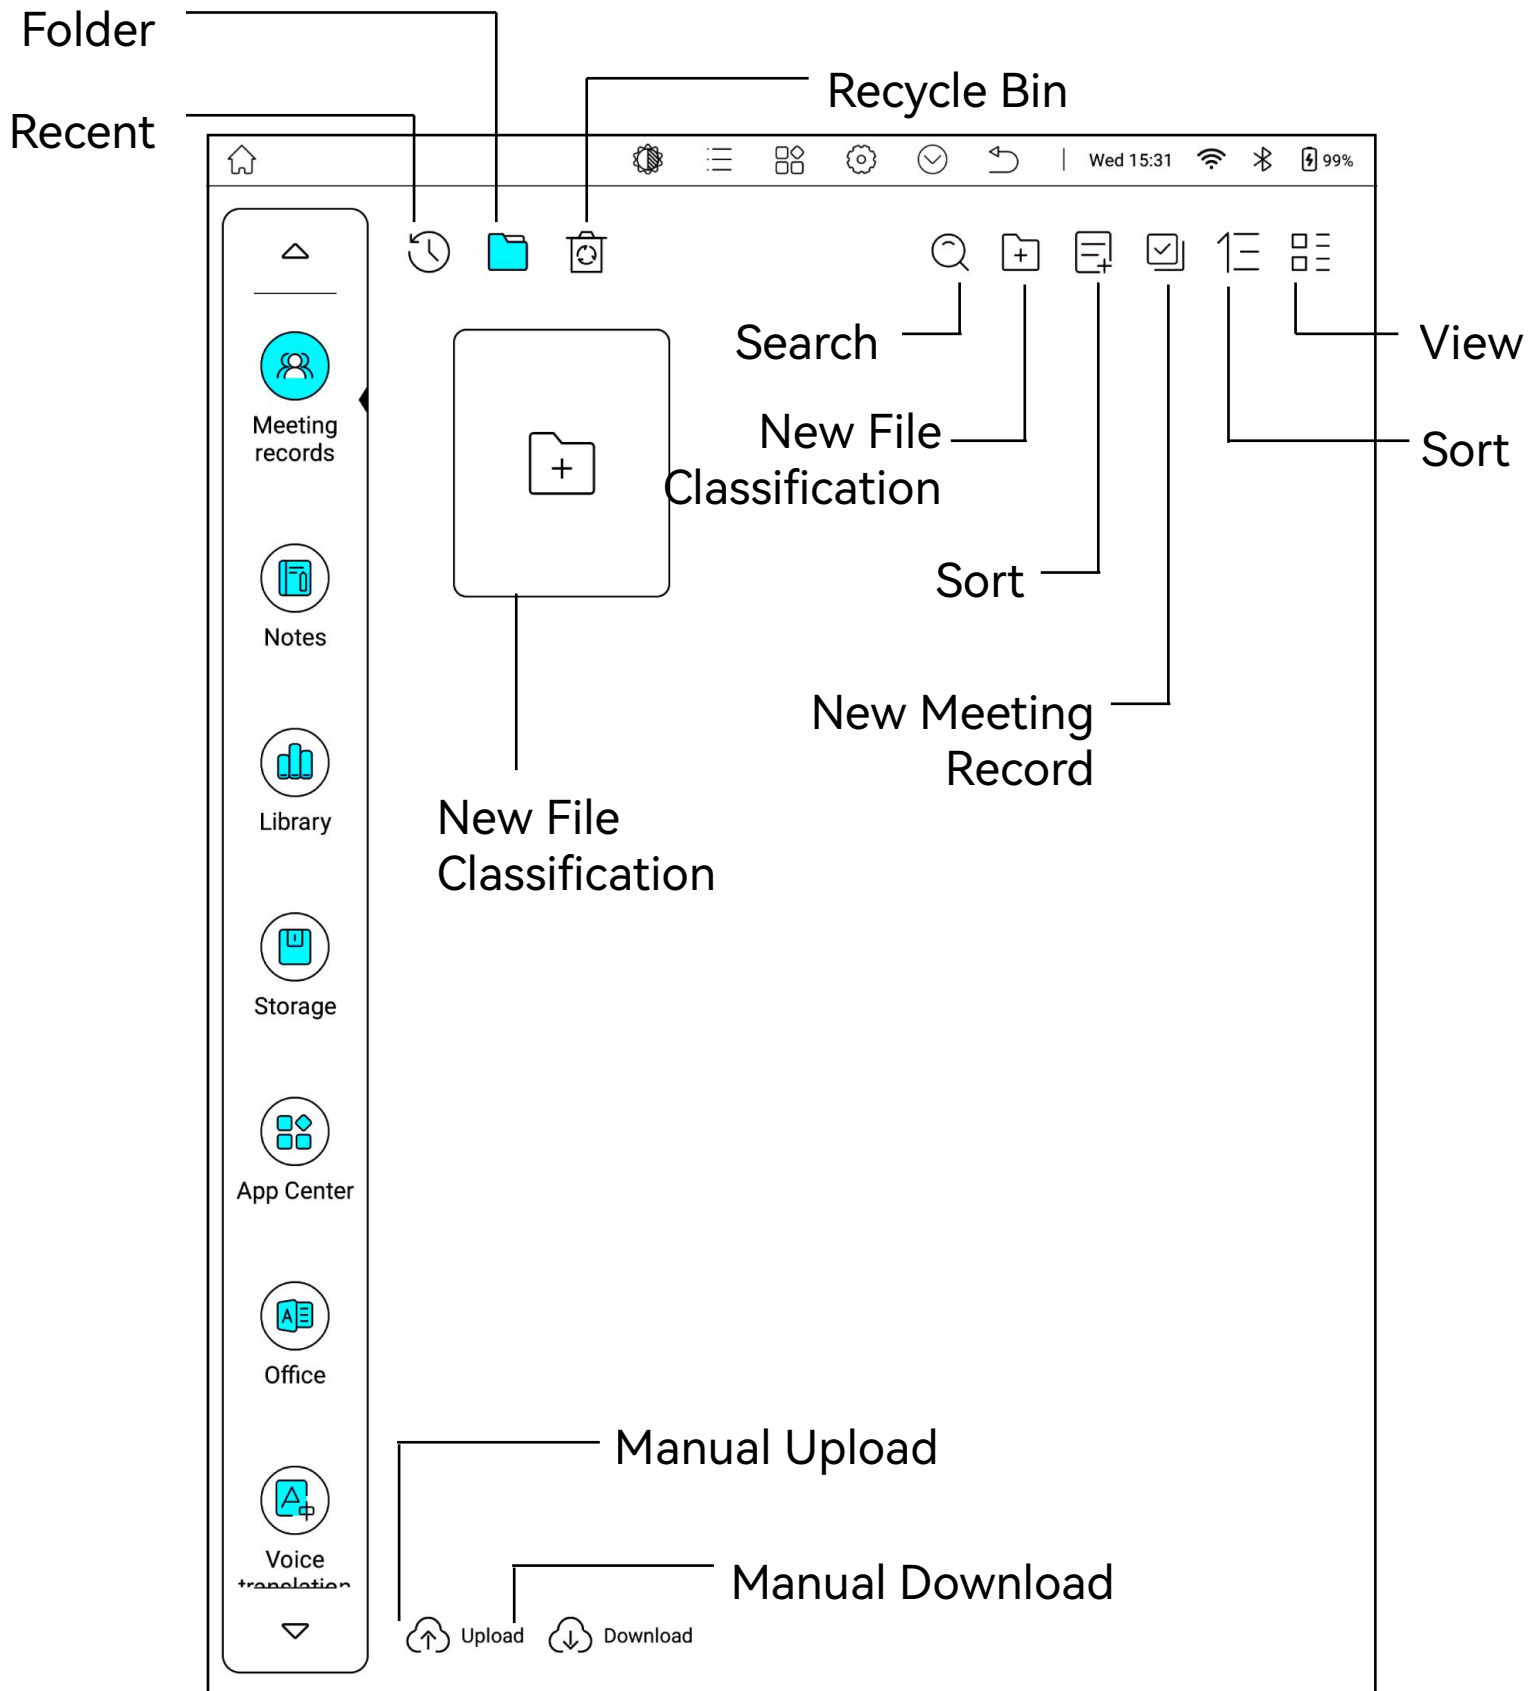 Folder
Recycle Bin
Recent
Wed 15:31
99%
Search
View
Meeting
records
New File
Classification
Sort
Sort
Notes
New Meeting
Record
Library
New File
Classification
Storage
App Center
Office
Manual Upload
Voice
translation
Manual Download
Upload
Download